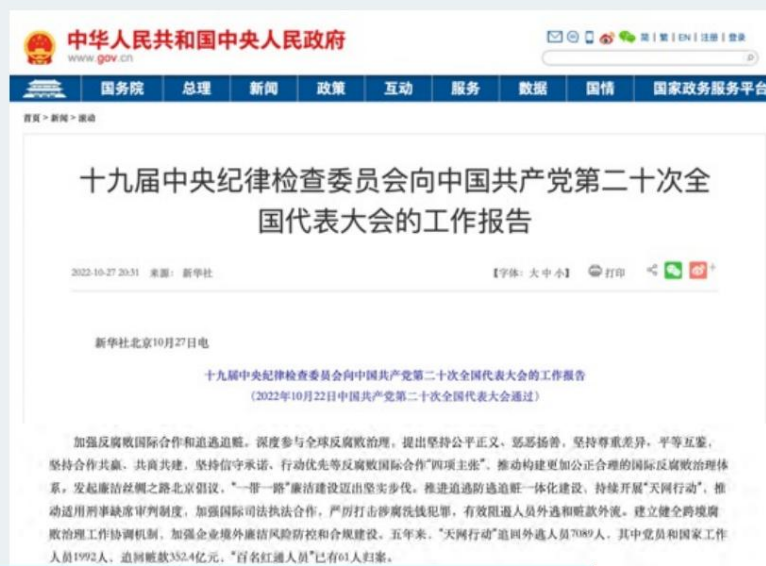 中华人民共和国中央人民政府
www.gov.cn
简 | 繁 | EN | 注册 | 登录
国务院 总理 新闻 政策 互动 服务 数据 国情 国家政务服务平台
首页 > 新闻 > 滚动
十九届中央纪律检查委员会向中国共产党第二十次全
国代表大会的工作报告
2022-10-27 20:31 来源： 新华社 【字体：大 中 小】 打印
新华社北京10月27日电
十九届中央纪律检查委员会向中国共产党第二十次全国代表大会的工作报告
（2022年10月22日中国共产党第二十次全国代表大会通过）
加强反腐败国际合作和追逃追赃。深度参与全球反腐败治理，提出坚持公平正义、惩恶扬善，坚持尊重差异、平等互鉴，
坚持合作共赢、共商共建，坚持信守承诺、行动优先等反腐败国际合作“四项主张”，推动构建更加公正合理的国际反腐败治理体
系。发起廉洁丝绸之路北京倡议，“一带一路”廉洁建设迈出坚实步伐。推进追逃防逃追赃一体化建设，持续开展“天网行动”，推
动适用刑事缺席审判制度，加强国际司法执法合作，严厉打击涉腐洗钱犯罪，有效阻遏人员外逃和赃款外流。建立健全跨境腐
败治理工作协调机制，加强企业境外廉洁风险防控和合规建设。五年来，“天网行动”追回外逃人员7089人，其中党员和国家工作
人员1992人，追回赃款352.4亿元，“百名红通人员”已有61人归案。